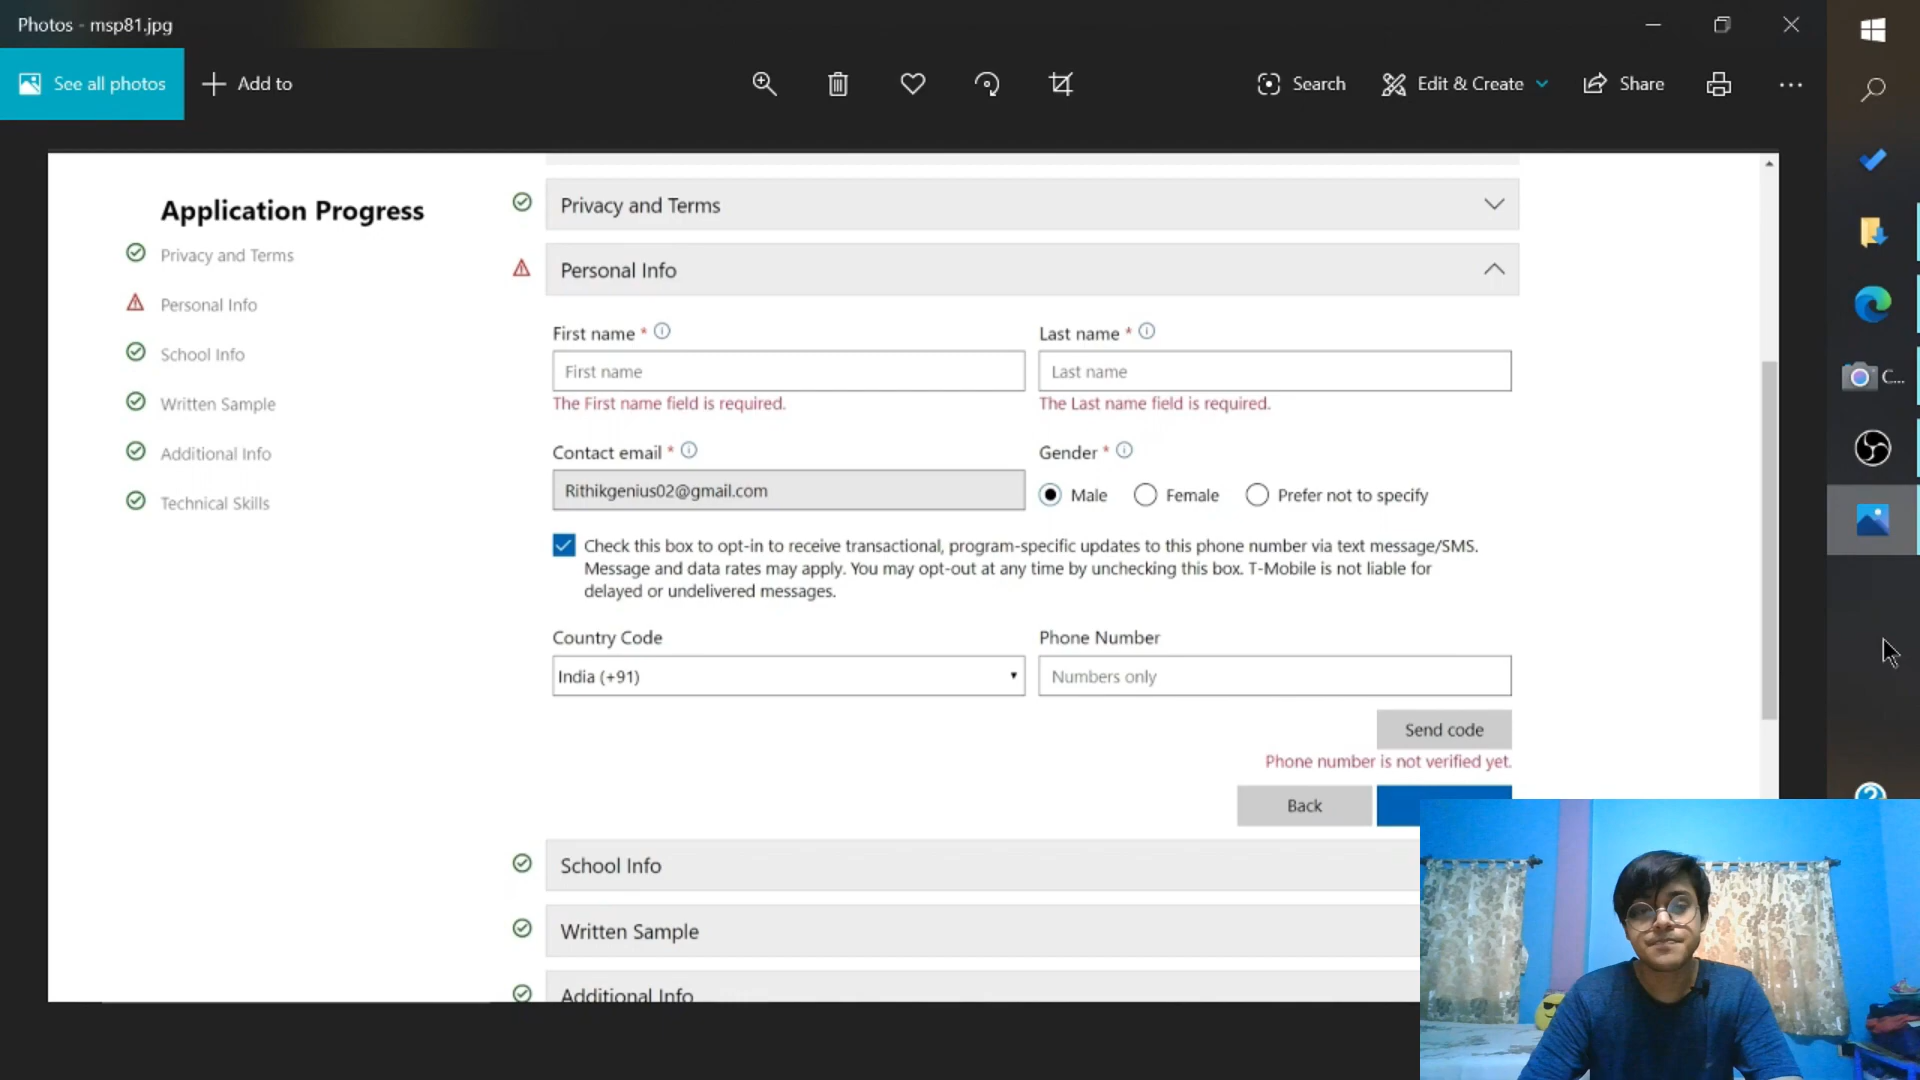 Photos - msp81.jpg
See all photos
Add to
Search
Edit & Create
Share
Application Progress
Privacy and Terms
Personal Info
School Info
Written Sample
Additional Info
Technical Skills
Privacy and Terms
Personal Info
First name *
Last name *
First name
Last name
The First name field is required.
The Last name field is required.
Contact email *
Gender *
Rithikgenius02@gmail.com
Male
Female
Prefer not to specify
Check this box to opt-in to receive transactional, program-specific updates to this phone number via text message/SMS.
Message and data rates may apply. You may opt-out at any time by unchecking this box. T-Mobile is not liable for
delayed or undelivered messages.
Country Code
Phone Number
India (+91)
Numbers only
Send code
Phone number is not verified yet.
Back
School Info
Written Sample
Additional Info
C...